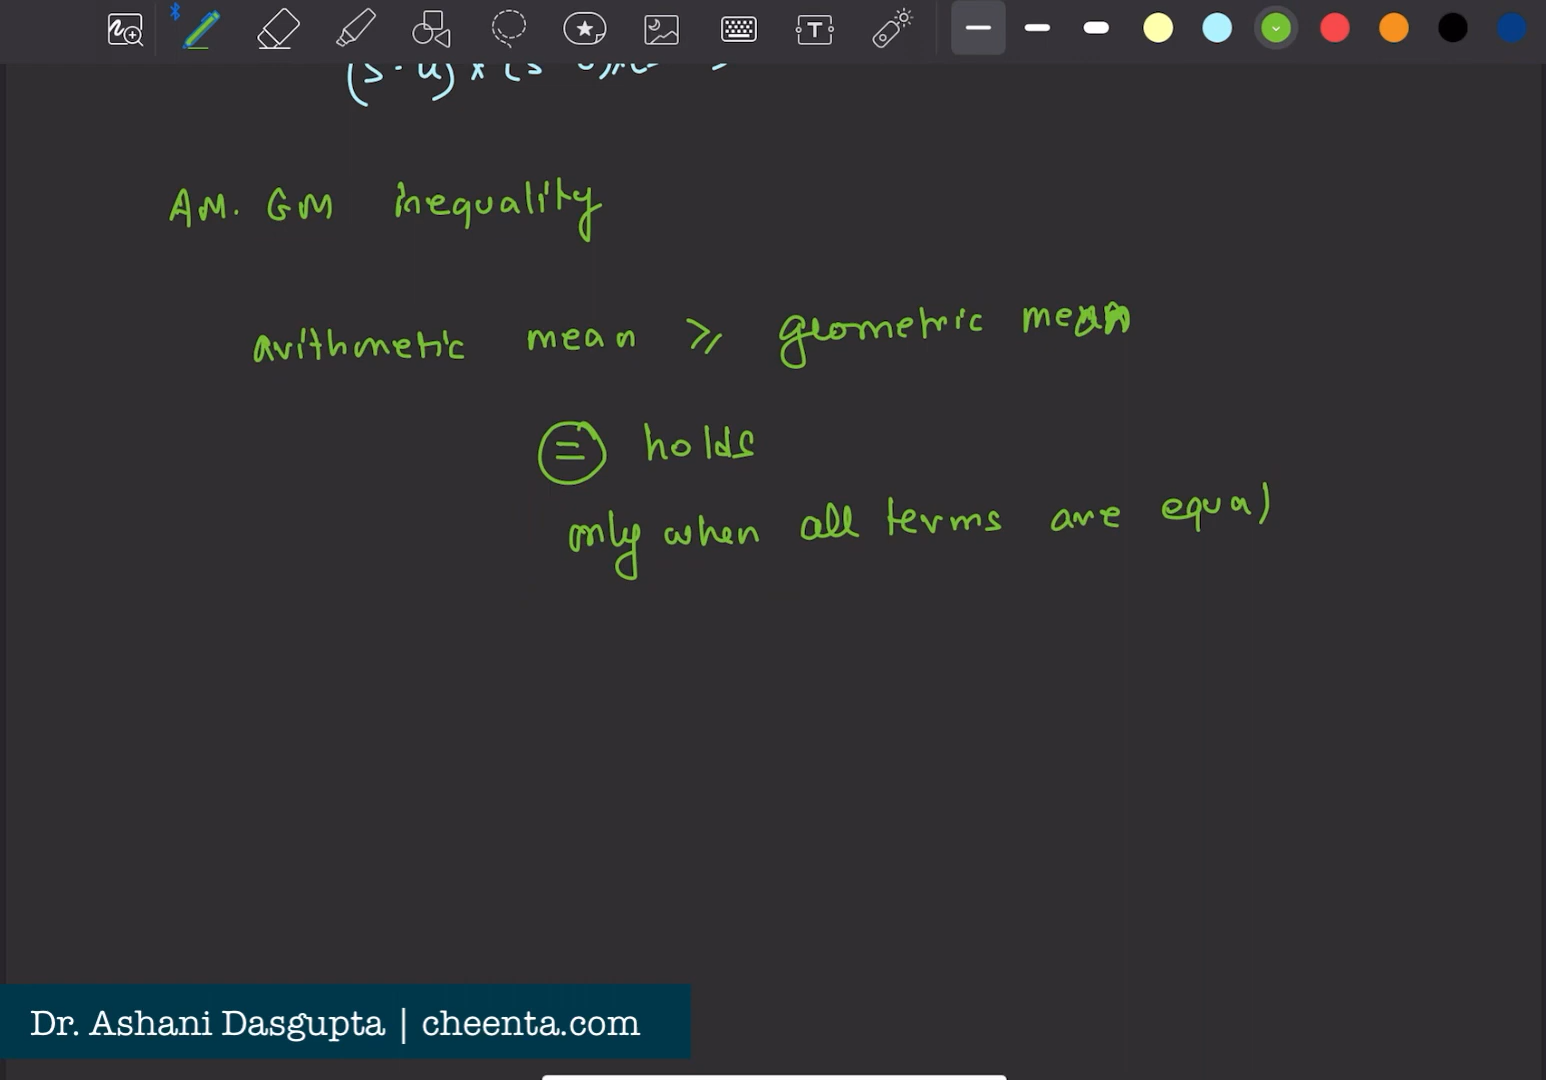 AM. GM inequality
arithmetic mean ⩾ geometric mean
= holds
only when all terms are equal
Dr. Ashani Dasgupta | cheenta.com